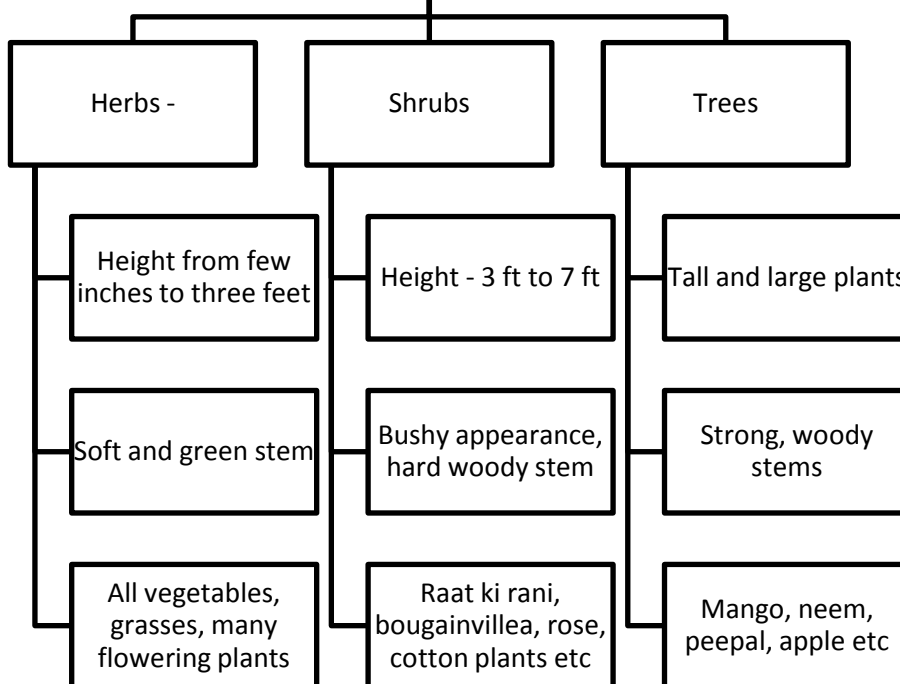 Herbs -
Height from few
inches to three feet
Soft and green stem
All vegetables,
grasses, many
flowering plants
Shrubs
Height - 3 ft to 7 ft
Bushy appearance,
hard woody stem
Raat ki rani,
bougainvillea, rose,
cotton plants etc
Trees
Tall and large plants
Strong, woody
stems
Mango, neem,
peepal, apple etc